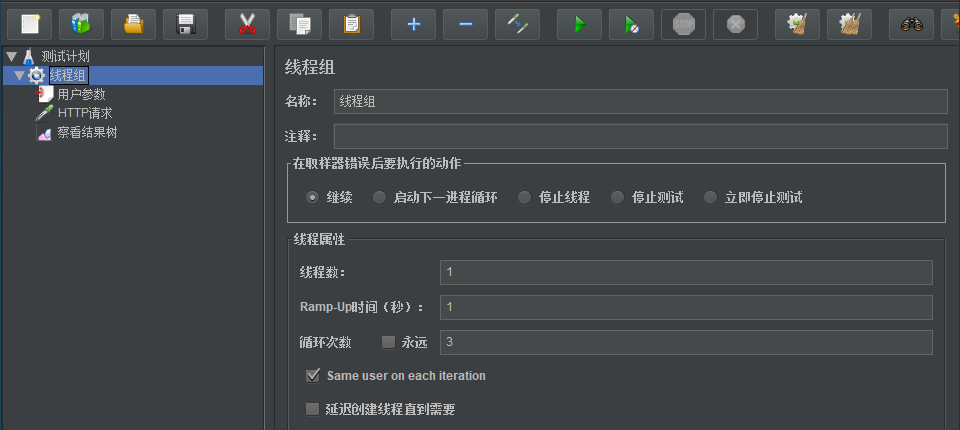 测试计划
线程组
用户参数
HTTP请求
察看结果树
线程组
名称： 线程组
注释：
在取样器错误后要执行的动作
继续 启动下一进程循环 停止线程 停止测试 立即停止测试
线程属性
线程数： 1
Ramp-Up时间（秒）： 1
循环次数 永远 3
Same user on each iteration
延迟创建线程直到需要